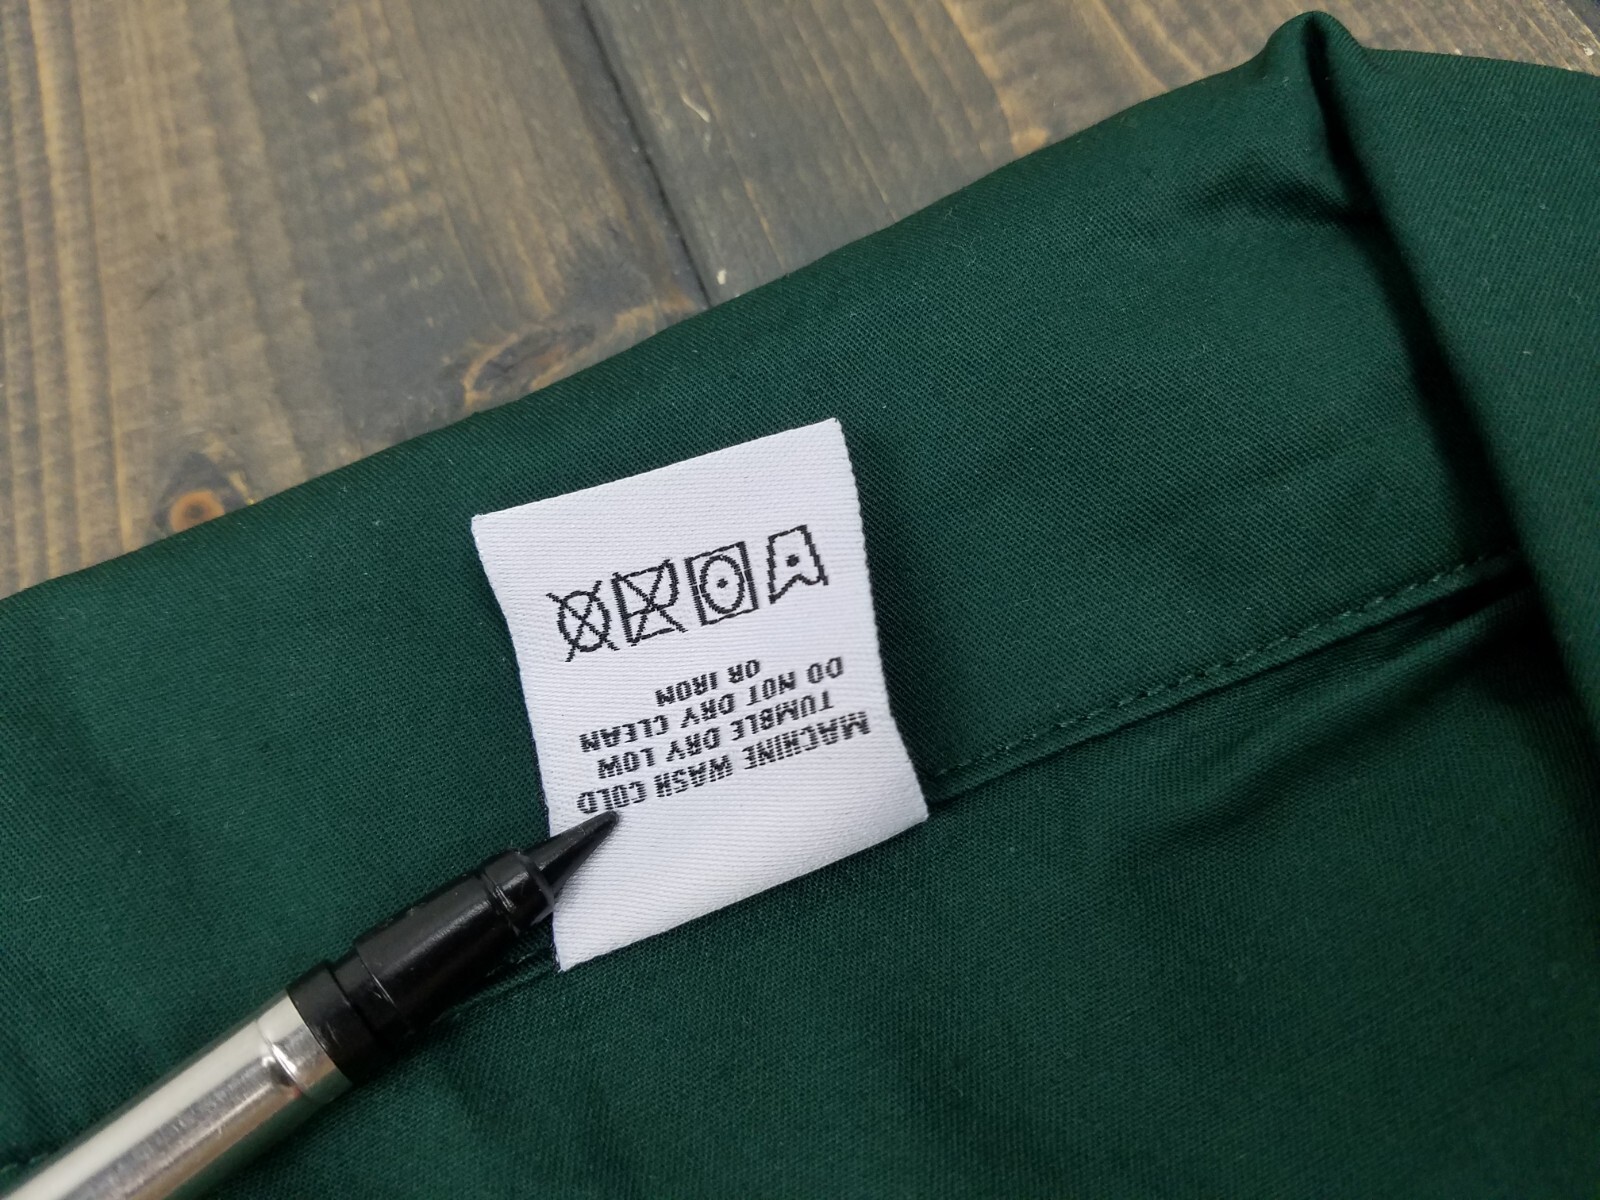 MACHINE WASH COLD
TUMBLE DRY LOW
DO NOT DRY CLEAN
OR IRON